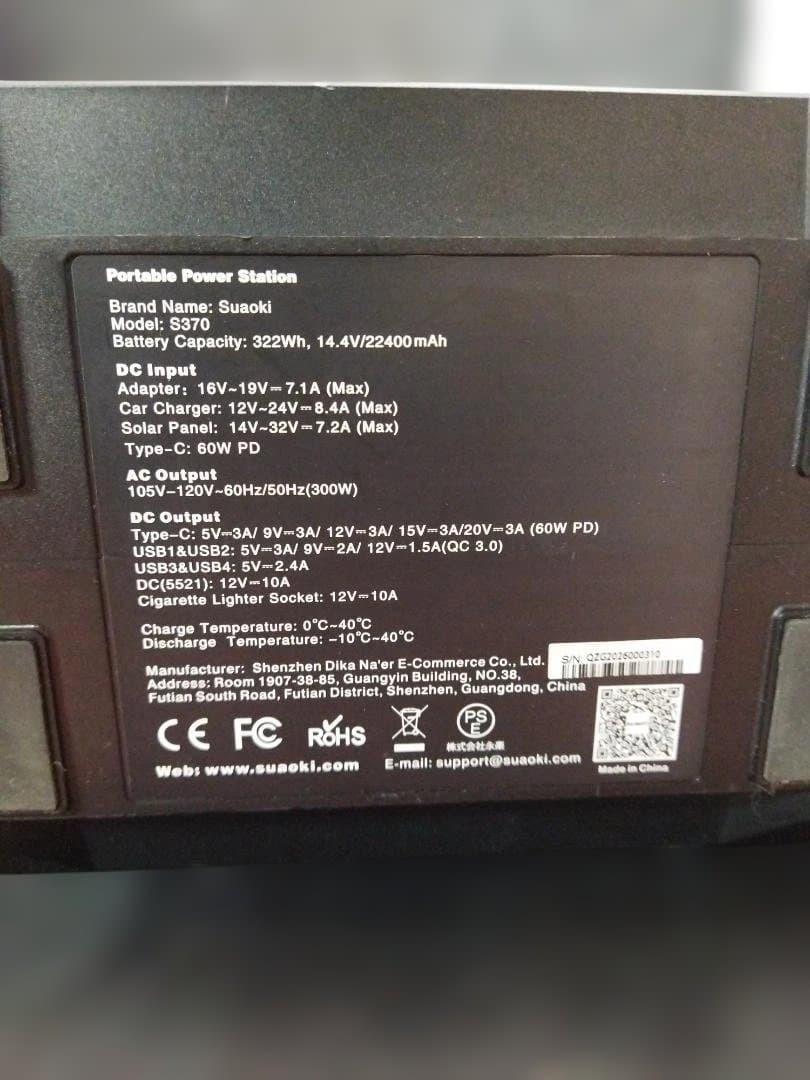 Portable Power Station
Brand Name: Suaoki
Model: S370
Battery Capacity: 322Wh, 14.4V/22400mAh
DC Input
Adapter: 16V~19V⎓7.1A (Max)
Car Charger: 12V~24V⎓8.4A (Max)
Solar Panel: 14V~32V⎓7.2A (Max)
Type-C: 60W PD
AC Output
105V-120V~60Hz/50Hz(300W)
DC Output
Type-C: 5V⎓3A/ 9V⎓3A/ 12V⎓3A/ 15V⎓3A/20V⎓3A (60W PD)
USB1&USB2: 5V⎓3A/ 9V⎓2A/ 12V⎓1.5A(QC 3.0)
USB3&USB4: 5V⎓2.4A
DC(5521): 12V⎓10A
Cigarette Lighter Socket: 12V⎓10A
Charge Temperature: 0°C~40°C
Discharge Temperature: -10°C~40°C
Manufacturer: Shenzhen Dika Na'er E-Commerce Co., Ltd.
Address: Room 1907-38-85, Guangyin Building, NO.38,
Futian South Road, Futian District, Shenzhen, Guangdong, China
S/N: QZG2026000310
CE FC RoHS PSE
株式会社永
Web: www.suaoki.com E-mail: support@suaoki.com
Made in China